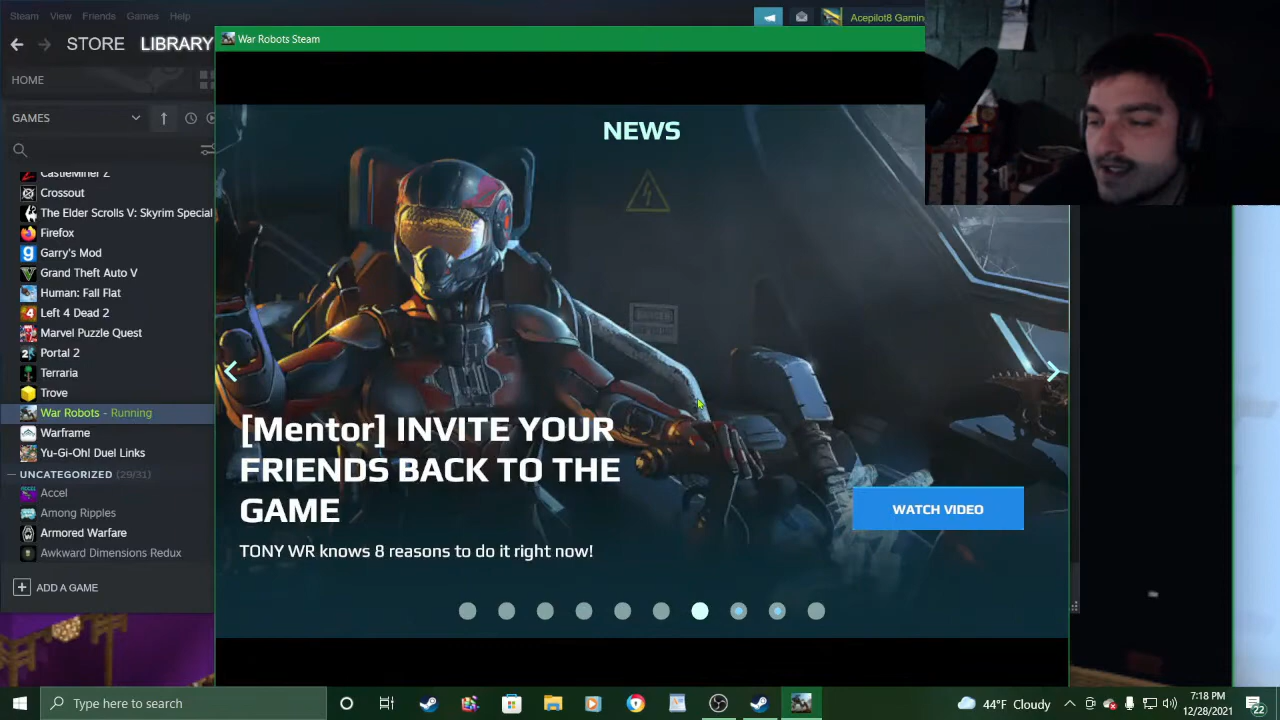 Steam View Friends Games Help
Acepilot8 Gamin
STORE LIBRARY
War Robots Steam
HOME
GAMES
NEWS
CastleMiner Z
Crossout
The Elder Scrolls V: Skyrim Special
Firefox
Garry's Mod
Grand Theft Auto V
Human: Fall Flat
Left 4 Dead 2
Marvel Puzzle Quest
Portal 2
Terraria
Trove
War Robots - Running
Warframe
Yu-Gi-Oh! Duel Links
UNCATEGORIZED (29/31)
Accel
Among Ripples
Armored Warfare
Awkward Dimensions Redux
ADD A GAME
DANGER
[Mentor] INVITE YOUR
FRIENDS BACK TO THE
GAME
TONY WR knows 8 reasons to do it right now!
WATCH VIDEO
Type here to search
44°F Cloudy
7:18 PM
12/28/2021
22